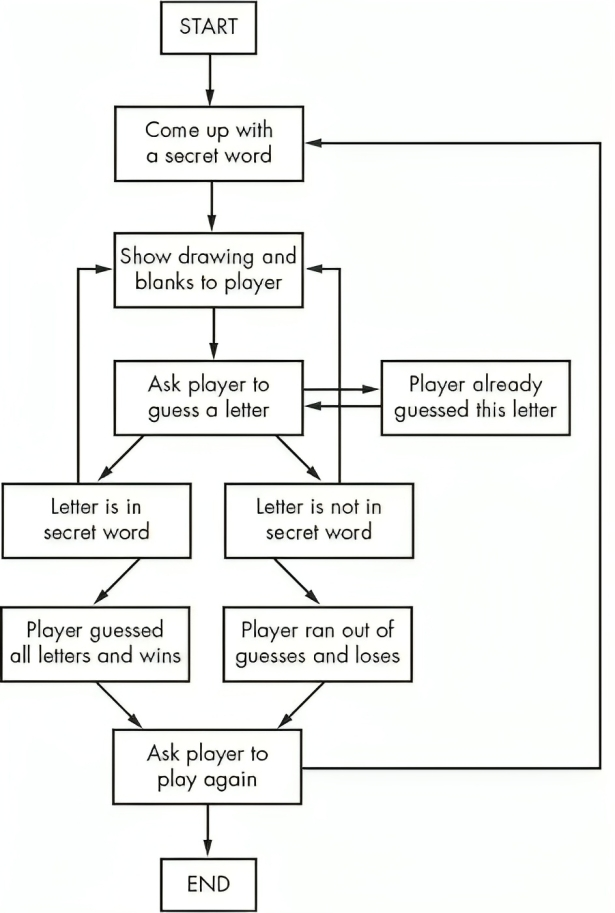 START
Come up with
a secret word
Show drawing and
blanks to player
Ask player to
guess a letter
Player already
guessed this letter
Letter is in
secret word
Letter is not in
secret word
Player guessed
all letters and wins
Player ran out of
guesses and loses
Ask player to
play again
END